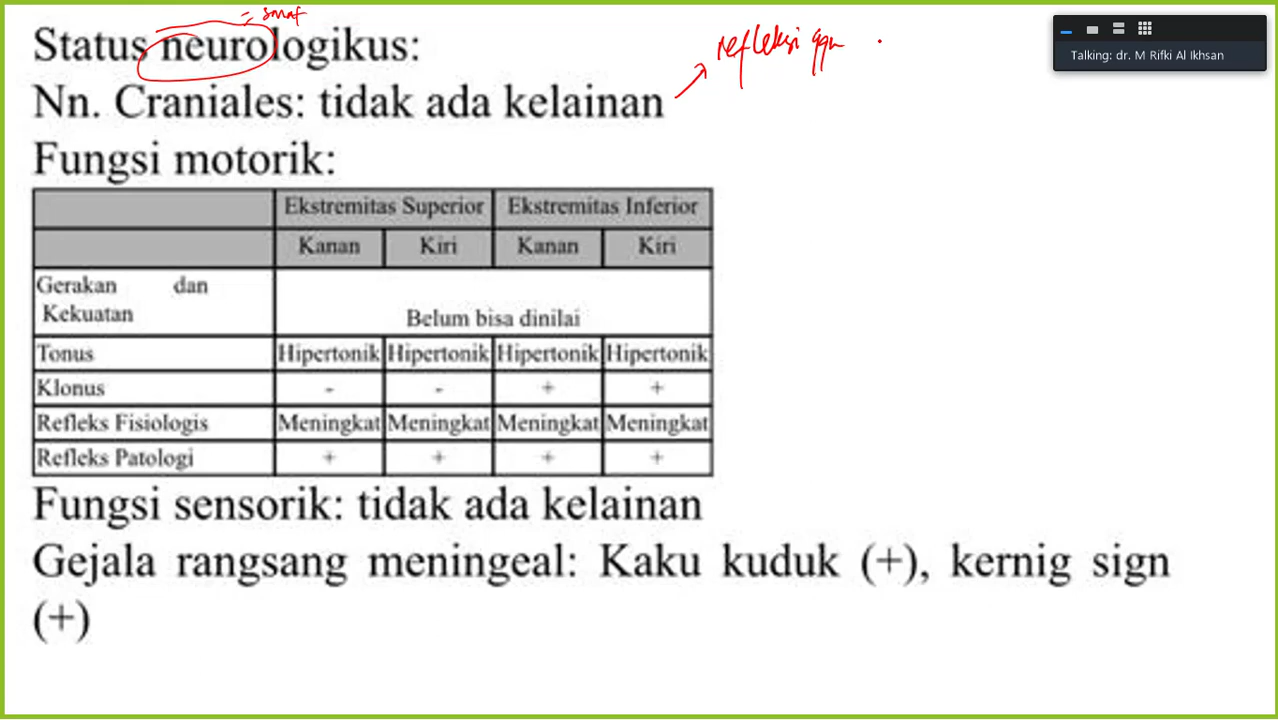 = saraf
Status neurologikus:
refleksi
Talking: dr. M Rifki Al Ikhsan
Nn. Craniales: tidak ada kelainan
Fungsi motorik:
Ekstremitas Superior Ekstremitas Inferior
Kanan Kiri Kanan Kiri
Gerakan dan
Kekuatan
Belum bisa dinilai
Tonus Hipertonik Hipertonik Hipertonik Hipertonik
Klonus - - + +
Refleks Fisiologis Meningkat Meningkat Meningkat Meningkat
Refleks Patologi + + + +
Fungsi sensorik: tidak ada kelainan
Gejala rangsang meningeal: Kaku kuduk (+), kernig sign
(+)